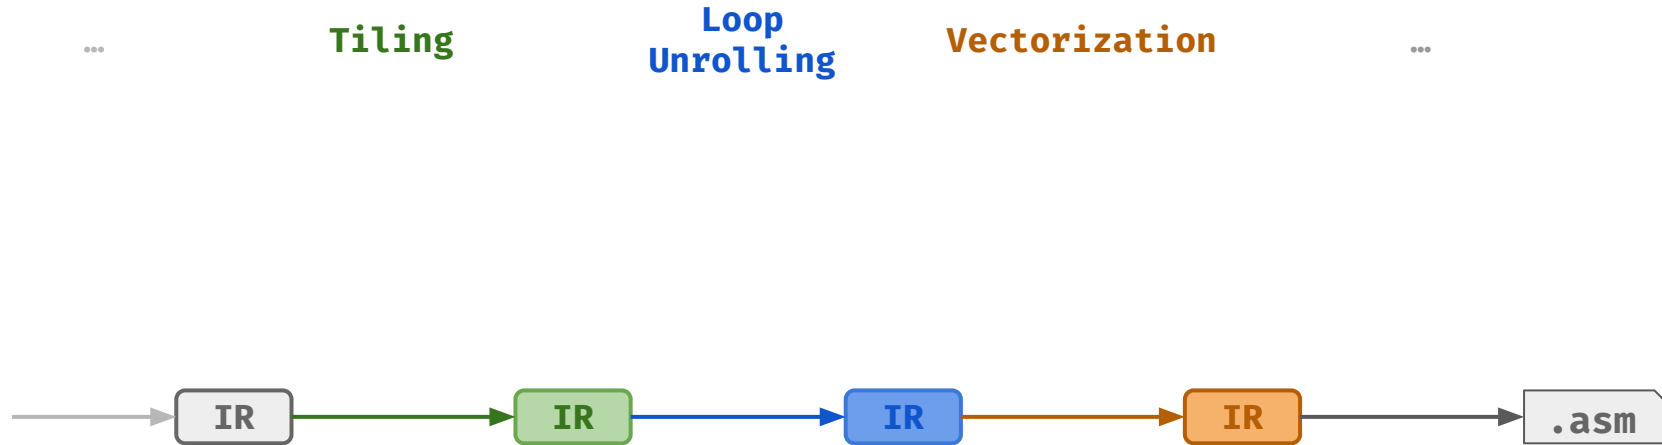 …
Tiling
Loop
Unrolling
Vectorization
…
IR
IR
IR
IR
.asm